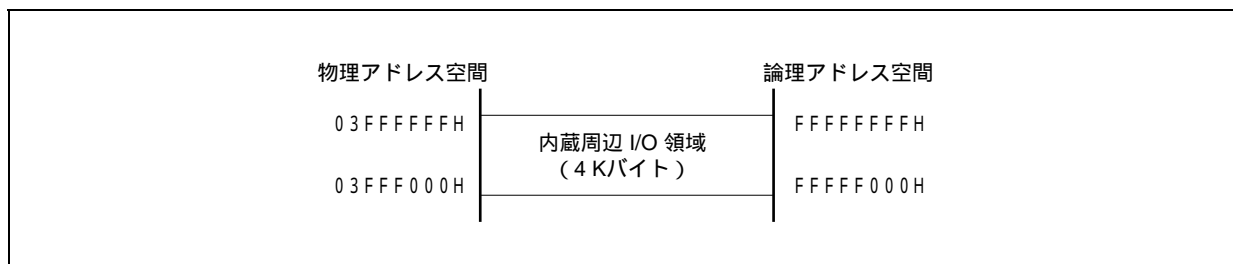 物理アドレス空間 論理アドレス空間
03FFFFFFH FFFFFFFFH
内蔵周辺 I/O 領域
(4 Kバイト)
03FFF000H FFFFF000H